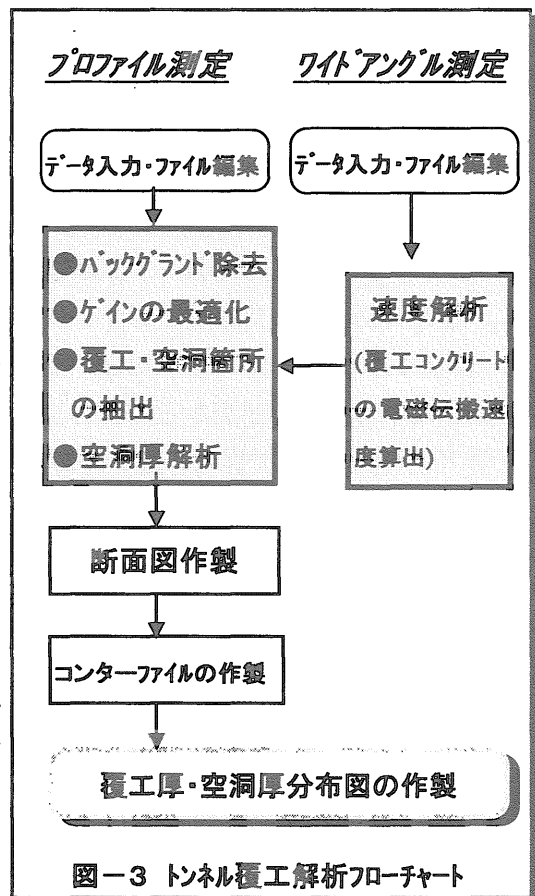 プロファイル測定
ワイドアングル測定
データ入力・ファイル編集
データ入力・ファイル編集
●バックグランド除去
●ゲインの最適化
●覆工・空洞箇所
の抽出
●空洞厚解析
速度解析
(覆工コンクリート
の電磁伝搬速
度算出)
断面図作製
コンターファイルの作製
覆工厚・空洞厚分布図の作製
図－3 トンネル覆工解析フローチャート